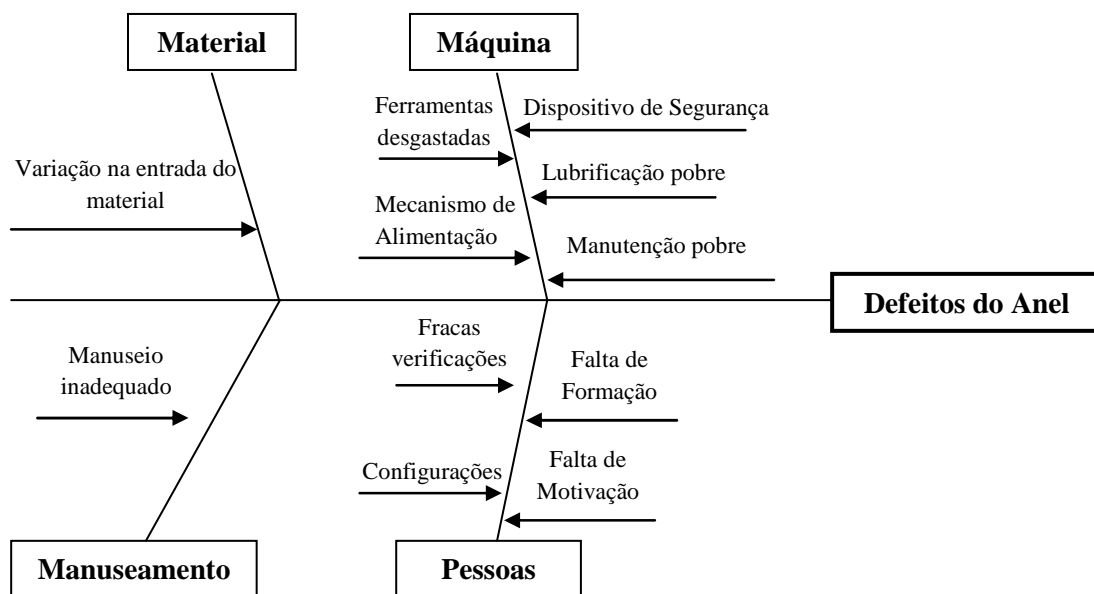 Material
Máquina
Ferramentas
desgastadas
Dispositivo de Segurança
Variação na entrada do
material
Lubrificação pobre
Mecanismo de
Alimentação
Manutenção pobre
Defeitos do Anel
Manuseio
inadequado
Fracas
verificações
Falta de
Formação
Configurações
Falta de
Motivação
Manuseamento
Pessoas